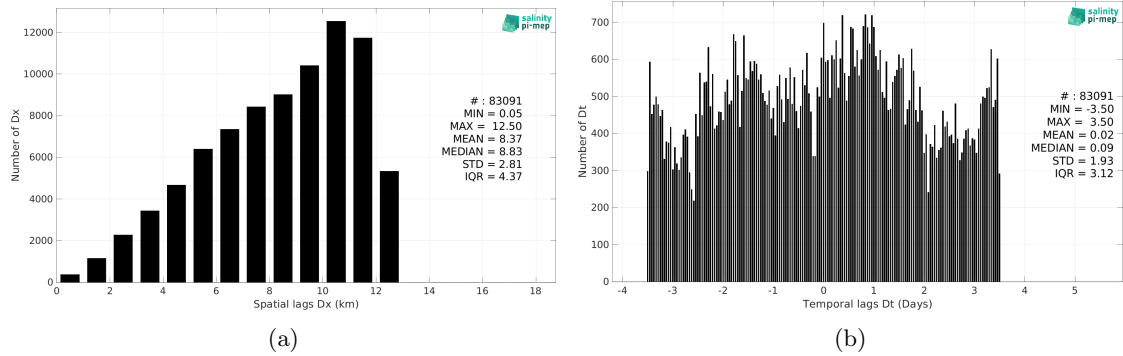 salinity
pi-mep
12000
10000
8000
6000
4000
2000
0
Number of Dx
# : 83091
MIN = 0.05
MAX = 12.50
MEAN = 8.37
MEDIAN = 8.83
STD = 2.81
IQR = 4.37
0 2 4 6 8 10 12 14 16 18
Spatial lags Dx (km)
(a)
salinity
pi-mep
700
600
500
400
300
200
100
0
Number of Dt
# : 83091
MIN = -3.50
MAX = 3.50
MEAN = 0.02
MEDIAN = 0.09
STD = 1.93
IQR = 3.12
-4 -3 -2 -1 0 1 2 3 4 5
Temporal lags Dt (Days)
(b)